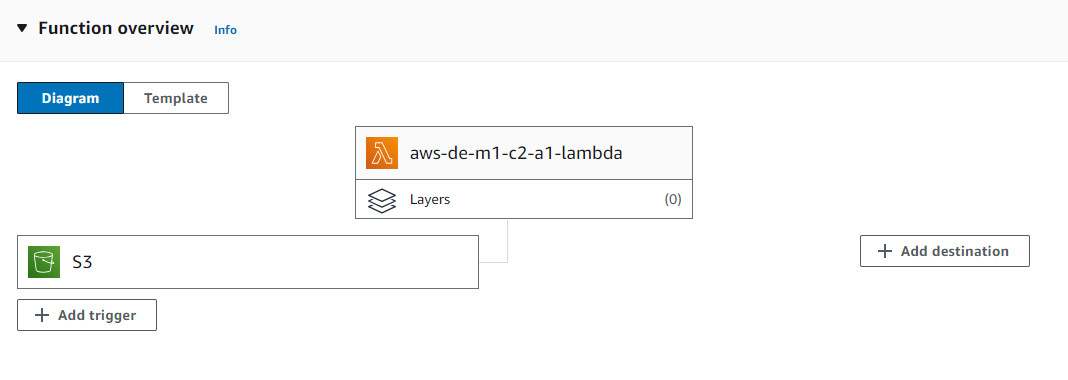 Function overview Info
Diagram Template
aws-de-m1-c2-a1-lambda
Layers (0)
S3
Add destination
Add trigger